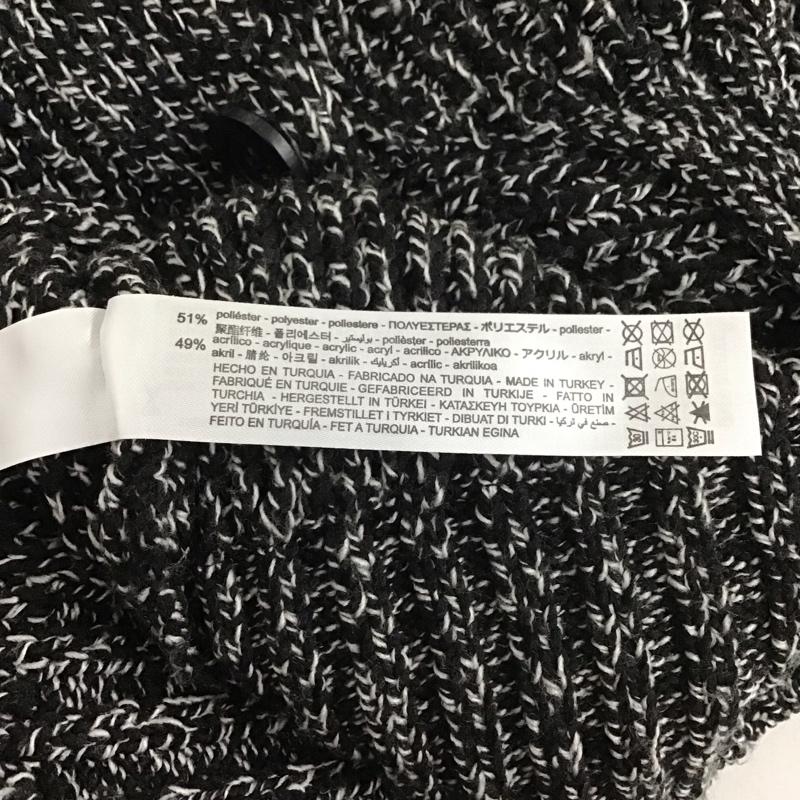 51% poliéster - polyester - poliestere - ΠΟΛΥΕΣΤΕΡΑΣ - ポリエステル - poliester -
聚酯纤维 - 폴리에스터 - بوليستر - polièster - poliesterra
49% acrílico - acrylique - acrylic - acryl - acrilico - ΑΚΡΥΛΙΚΟ - アクリル - akryl -
akril - 腈纶 - 아크릴 - akrilik - أكريليك - acrílic - akrilikoa
HECHO EN TURQUIA - FABRICADO NA TURQUIA - MADE IN TURKEY -
FABRIQUÉ EN TURQUIE - GEFABRICEERD IN TURKIJE - FATTO IN
TURCHIA - HERGESTELLT IN TÜRKEI - ΚΑΤΑΣΚΕΥΗ ΤΟΥΡΚΙΑ - ÜRETİM
YERİ TÜRKİYE - FREMSTILLET I TYRKIET - DIBUAT DI TURKI - صنع في تركيا -
FEITO EN TURQUÍA - FET A TURQUIA - TURKIAN EGINA